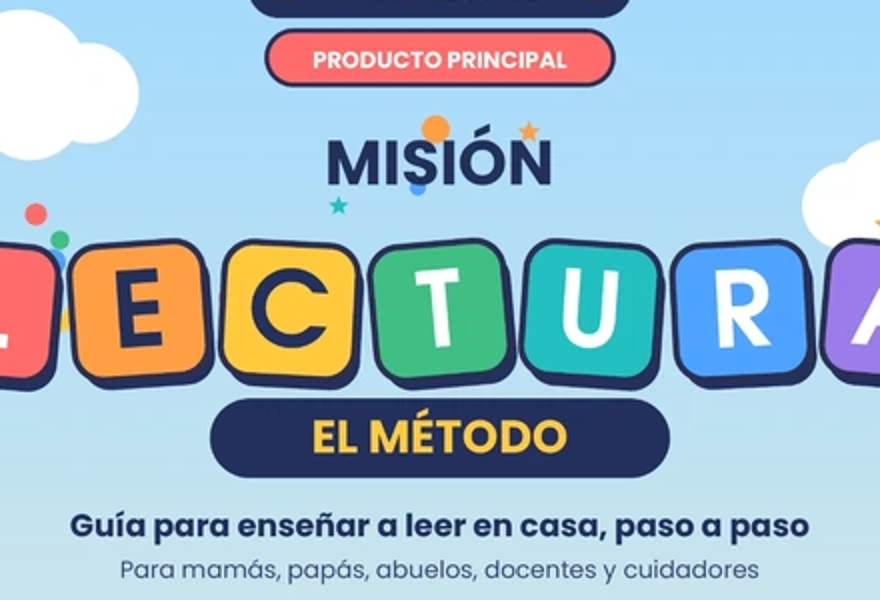 PRODUCTO PRINCIPAL
MISIÓN
LECTURA
EL MÉTODO
Guía para enseñar a leer en casa, paso a paso
Para mamás, papás, abuelos, docentes y cuidadores